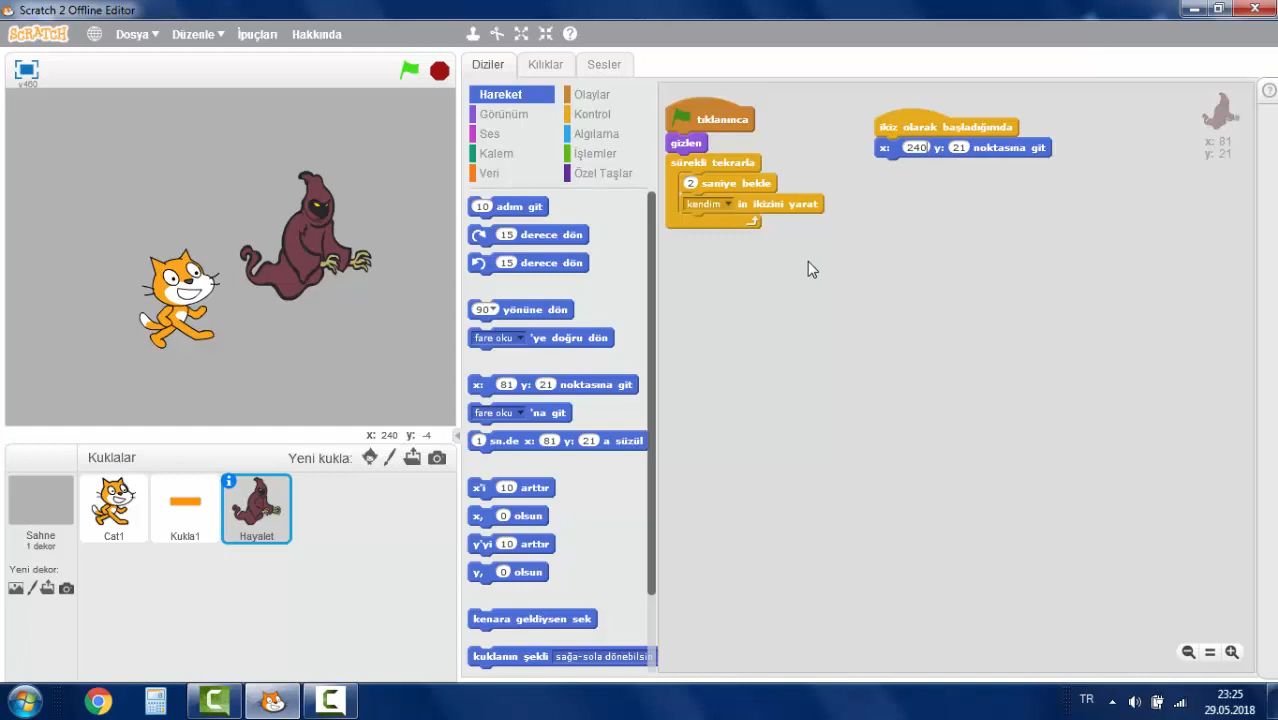 Scratch 2 Offline Editor
SCRATCH Dosya Düzenle İpuçları Hakkında
v460
Diziler Kılıklar Sesler
Hareket
Görünüm
Ses
Kalem
Veri
Olaylar
Kontrol
Algılama
İşlemler
Özel Taşlar
10 adım git
15 derece dön
15 derece dön
90 yönüne dön
fare oku 'ye doğru dön
x: 81 y: 21 noktasına git
fare oku 'na git
1 sn.de x: 81 y: 21 a süzül
x'i 10 arttır
x, 0 olsun
y'yi 10 arttır
y, 0 olsun
kenara geldiysen sek
kuklanın şekli sağa-sola dönebilsin
tıklanınca
gizlen
sürekli tekrarla
2 saniye bekle
kendim in ikizini yarat
ikiz olarak başladığımda
x: 240 y: 21 noktasına git
x: 81
y: 21
x: 240 y: -4
Kuklalar Yeni kukla:
Sahne
1 dekor
Yeni dekor:
Cat1
Kukla1
Hayalet
TR
23:25
29.05.2018